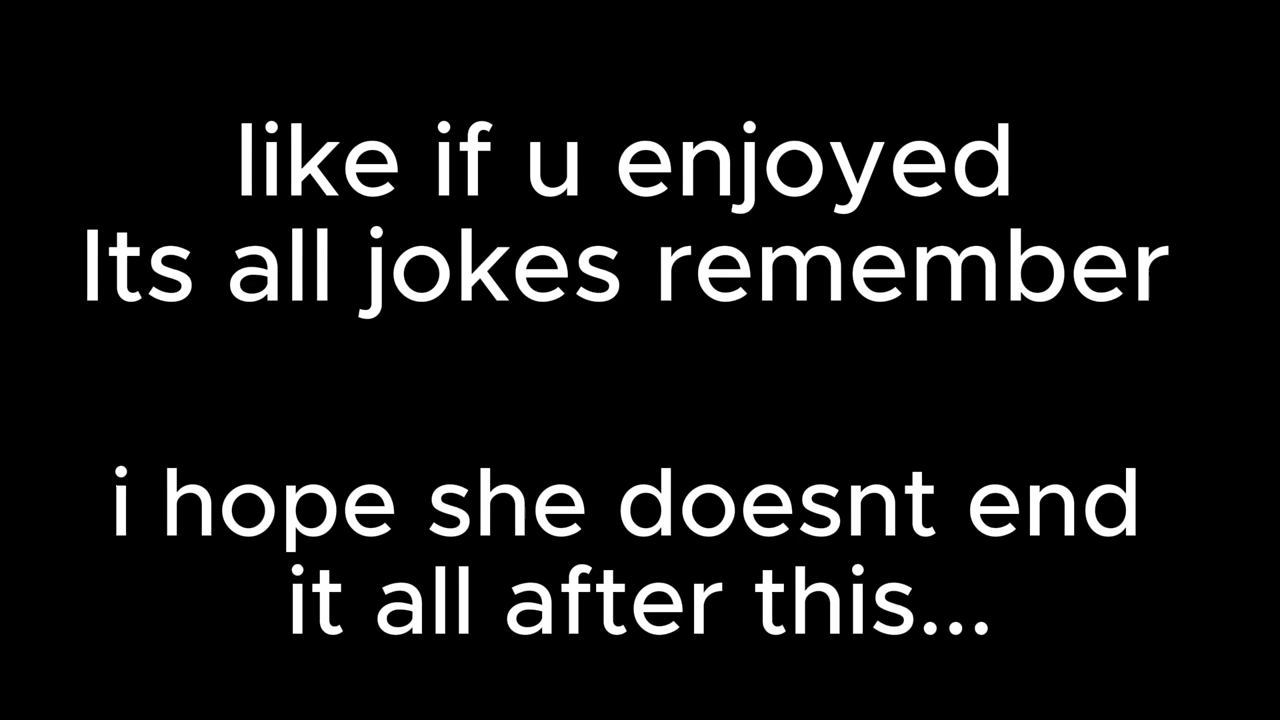 like if u enjoyed
Its all jokes remember
i hope she doesnt end
it all after this...